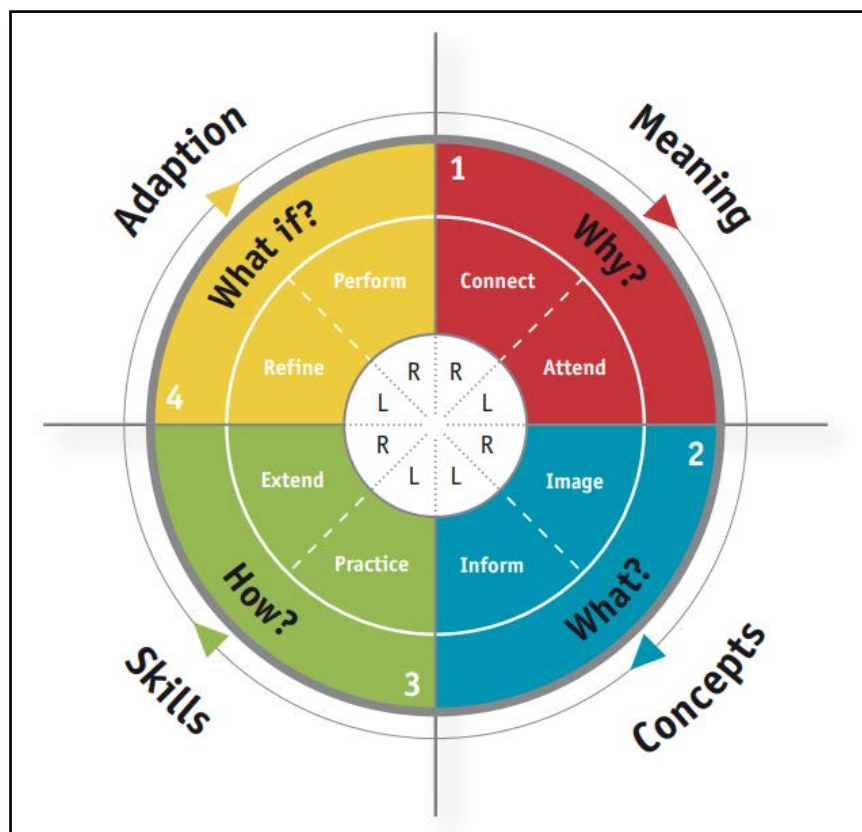 Adaption
Meaning
What if?
1
Why?
Perform
Connect
Refine
Attend
R
R
4
L
L
2
R
R
Extend
L
L
Image
Practice
Inform
How?
What?
3
Skills
Concepts